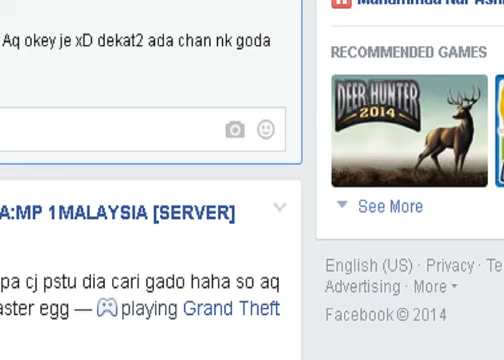 Aq okey je xD dekat2 ada chan nk goda
A:MP 1MALAYSIA [SERVER]
pa cj pstu dia cari gado haha so aq
aster egg — playing Grand Theft
RECOMMENDED GAMES
DEER HUNTER
2014
See More
English (US) · Privacy · Te
Advertising · More
Facebook © 2014